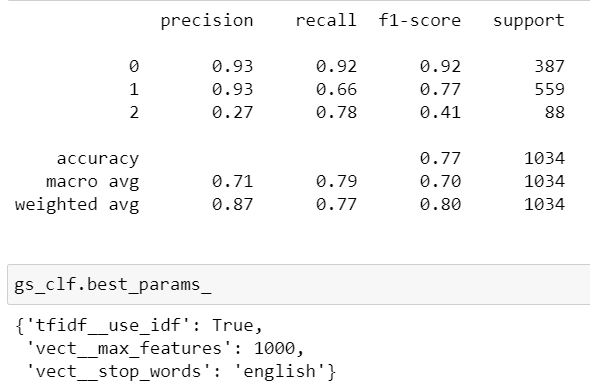 precision recall f1-score support
0 0.93 0.92 0.92 387
1 0.93 0.66 0.77 559
2 0.27 0.78 0.41 88
accuracy 0.77 1034
macro avg 0.71 0.79 0.70 1034
weighted avg 0.87 0.77 0.80 1034
gs_clf.best_params_
{'tfidf__use_idf': True,
'vect__max_features': 1000,
'vect__stop_words': 'english'}